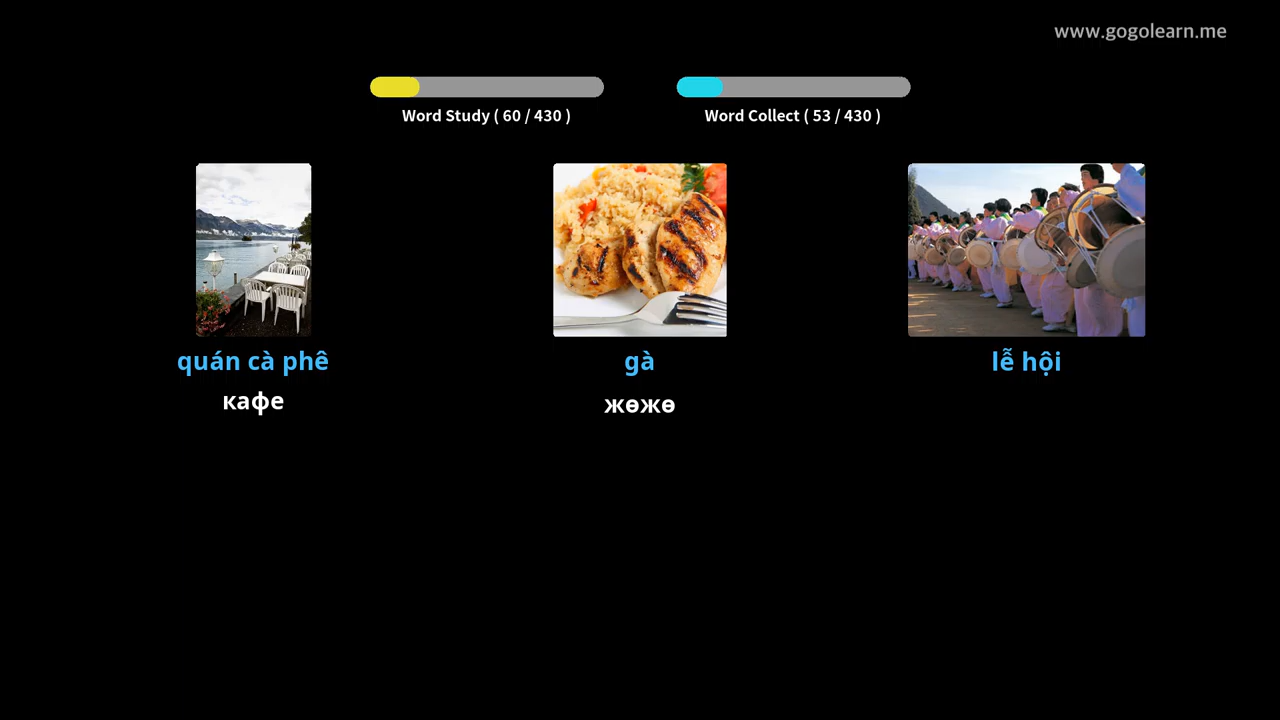 www.gogolearn.me
Word Study ( 60 / 430 )
Word Collect ( 53 / 430 )
quán cà phê
кафе
gà
жөжө
lễ hội